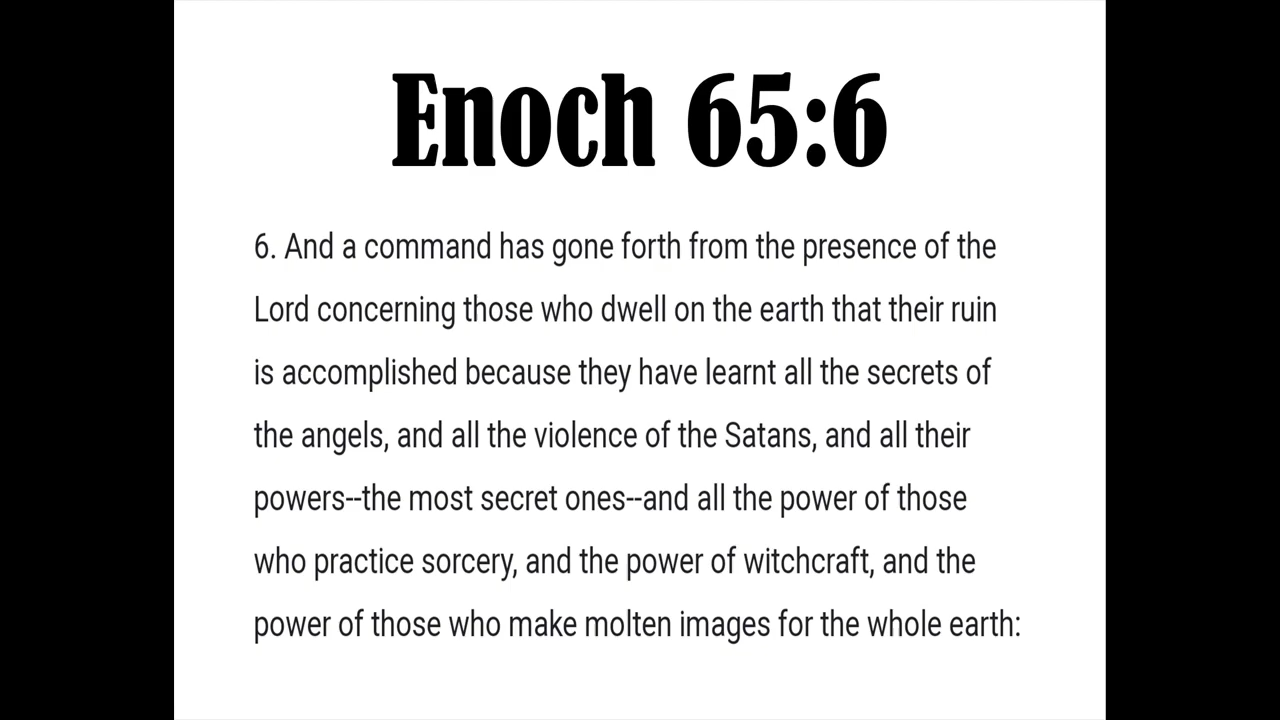 Enoch 65:6
6. And a command has gone forth from the presence of the
Lord concerning those who dwell on the earth that their ruin
is accomplished because they have learnt all the secrets of
the angels, and all the violence of the Satans, and all their
powers--the most secret ones--and all the power of those
who practice sorcery, and the power of witchcraft, and the
power of those who make molten images for the whole earth: